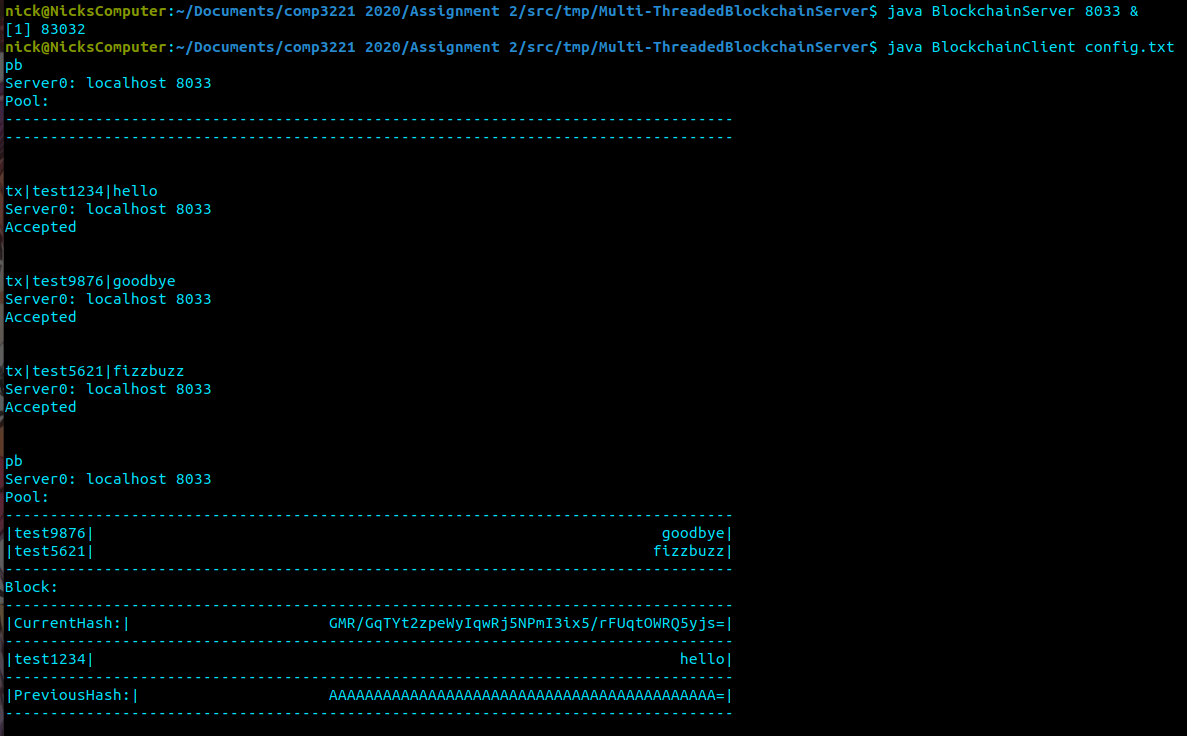 nick@NicksComputer:~/Documents/comp3221 2020/Assignment 2/src/tmp/Multi-ThreadedBlockchainServer$ java BlockchainServer 8033 &
[1] 83032
nick@NicksComputer:~/Documents/comp3221 2020/Assignment 2/src/tmp/Multi-ThreadedBlockchainServer$ java BlockchainClient config.txt
pb
Server0: localhost 8033
Pool:
---------------------------------------------------------------------------------
---------------------------------------------------------------------------------
tx|test1234|hello
Server0: localhost 8033
Accepted
tx|test9876|goodbye
Server0: localhost 8033
Accepted
tx|test5621|fizzbuzz
Server0: localhost 8033
Accepted
pb
Server0: localhost 8033
Pool:
---------------------------------------------------------------------------------
|test9876|                                                               goodbye|
|test5621|                                                              fizzbuzz|
---------------------------------------------------------------------------------
Block:
---------------------------------------------------------------------------------
|CurrentHash:|                      GMR/GqTYt2zpeWyIqwRj5NPmI3ix5/rFUqtOWRQ5yjs=|
---------------------------------------------------------------------------------
|test1234|                                                                 hello|
---------------------------------------------------------------------------------
|PreviousHash:|                     AAAAAAAAAAAAAAAAAAAAAAAAAAAAAAAAAAAAAAAAAAA=|
---------------------------------------------------------------------------------